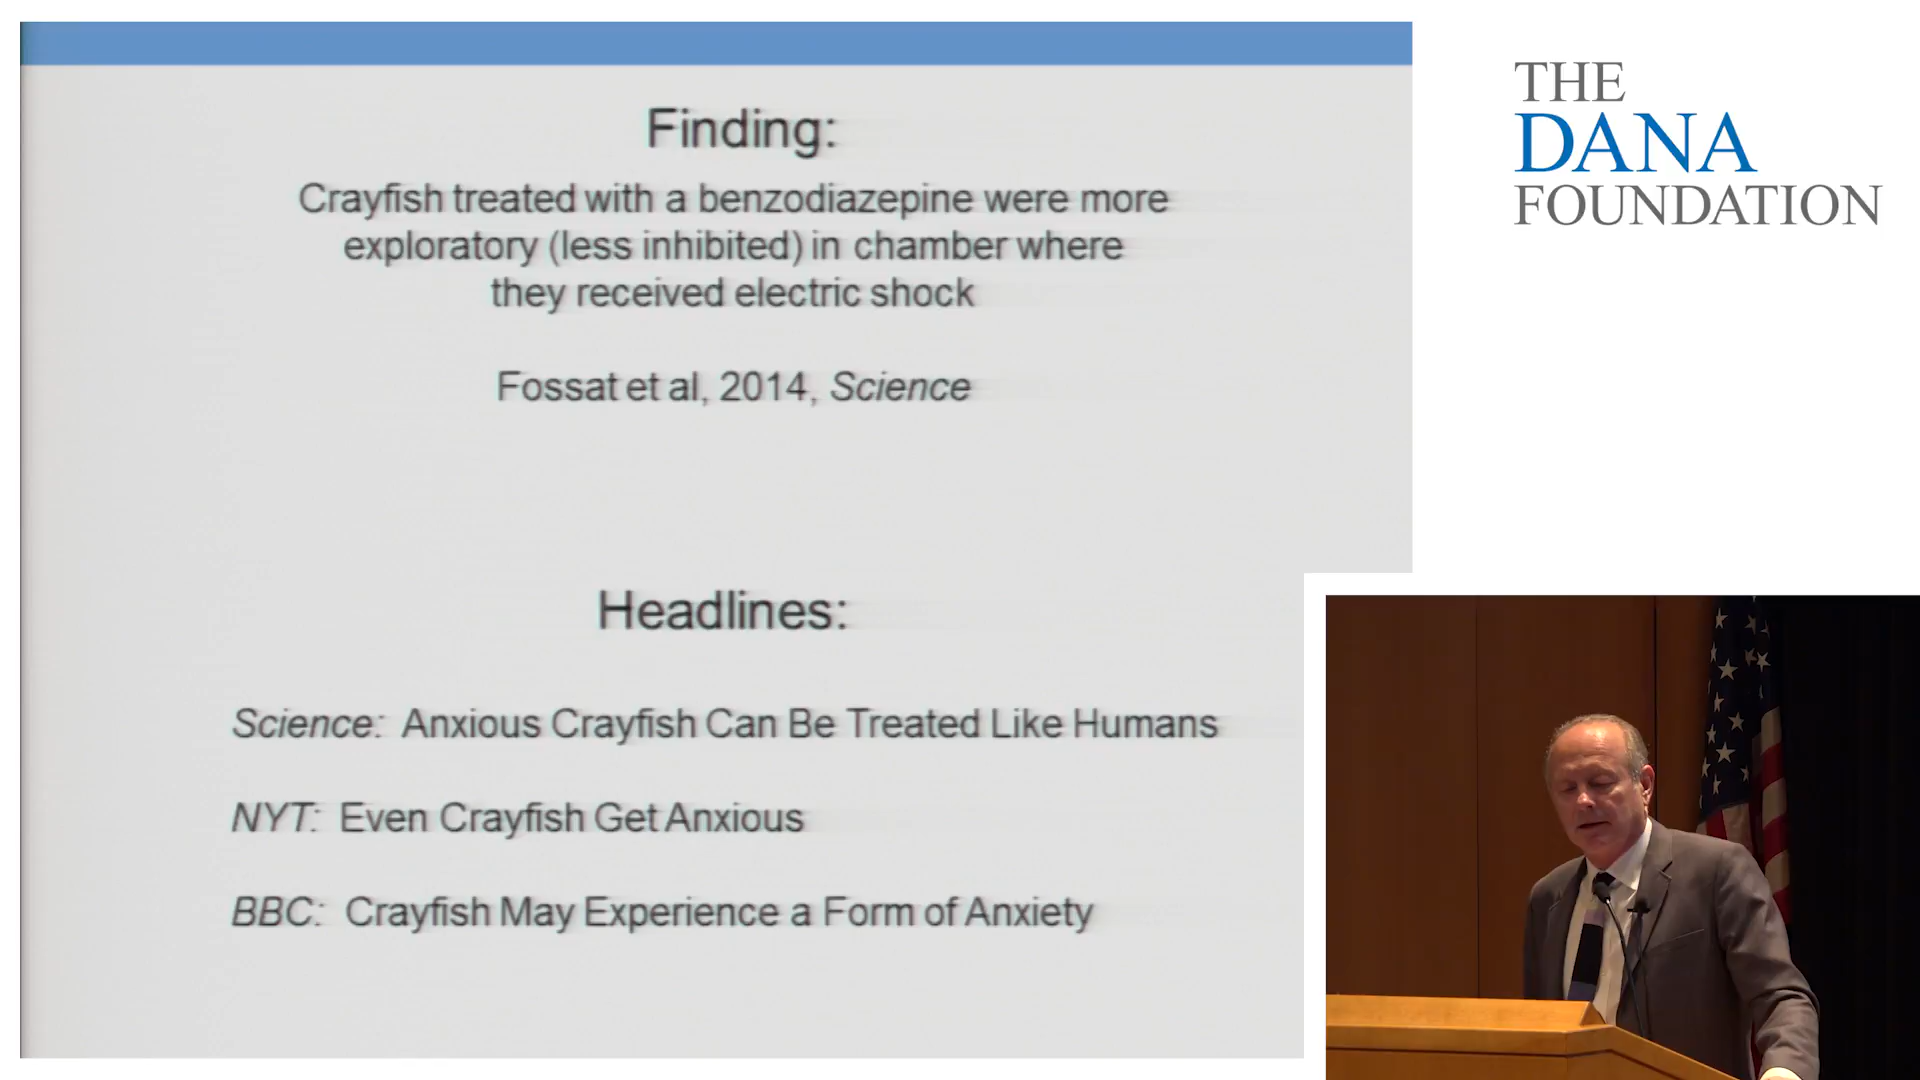 Finding:
Crayfish treated with a benzodiazepine were more
exploratory (less inhibited) in chamber where
they received electric shock
Fossat et al, 2014, Science
Headlines:
Science: Anxious Crayfish Can Be Treated Like Humans
NYT: Even Crayfish Get Anxious
BBC: Crayfish May Experience a Form of Anxiety
THE
DANA
FOUNDATION